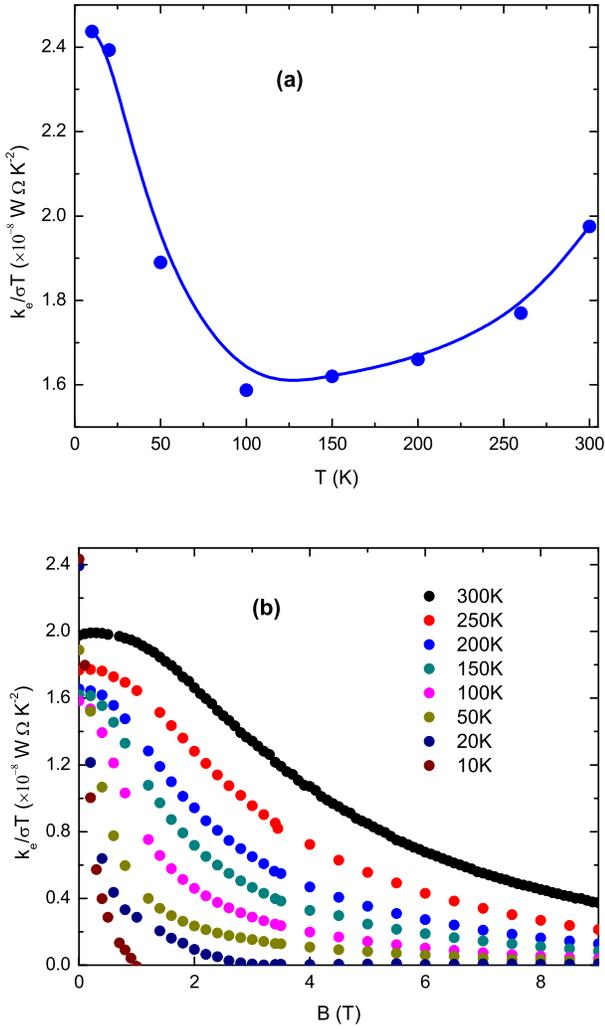 (a)
2.4
2.2
2.0
1.8
1.6
kₑ/σT (×10⁻⁸ W Ω K⁻²)
0 50 100 150 200 250 300
T (K)
(b)
300K
250K
200K
150K
100K
50K
20K
10K
2.4
2.0
1.6
1.2
0.8
0.4
0.0
kₑ/σT (×10⁻⁸ W Ω K⁻²)
0 2 4 6 8
B (T)